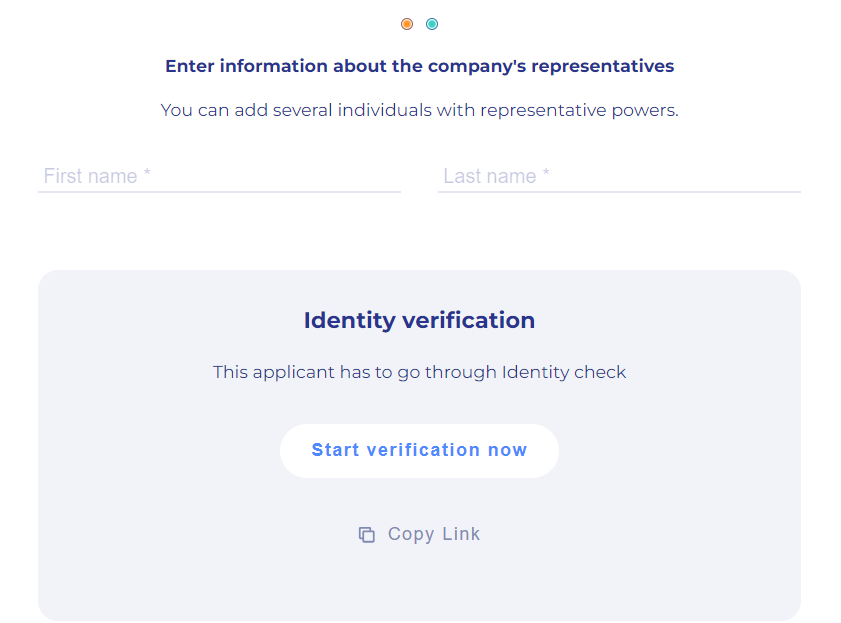 Enter information about the company's representatives
You can add several individuals with representative powers.
First name *
Last name *
Identity verification
This applicant has to go through Identity check
Start verification now
Copy Link